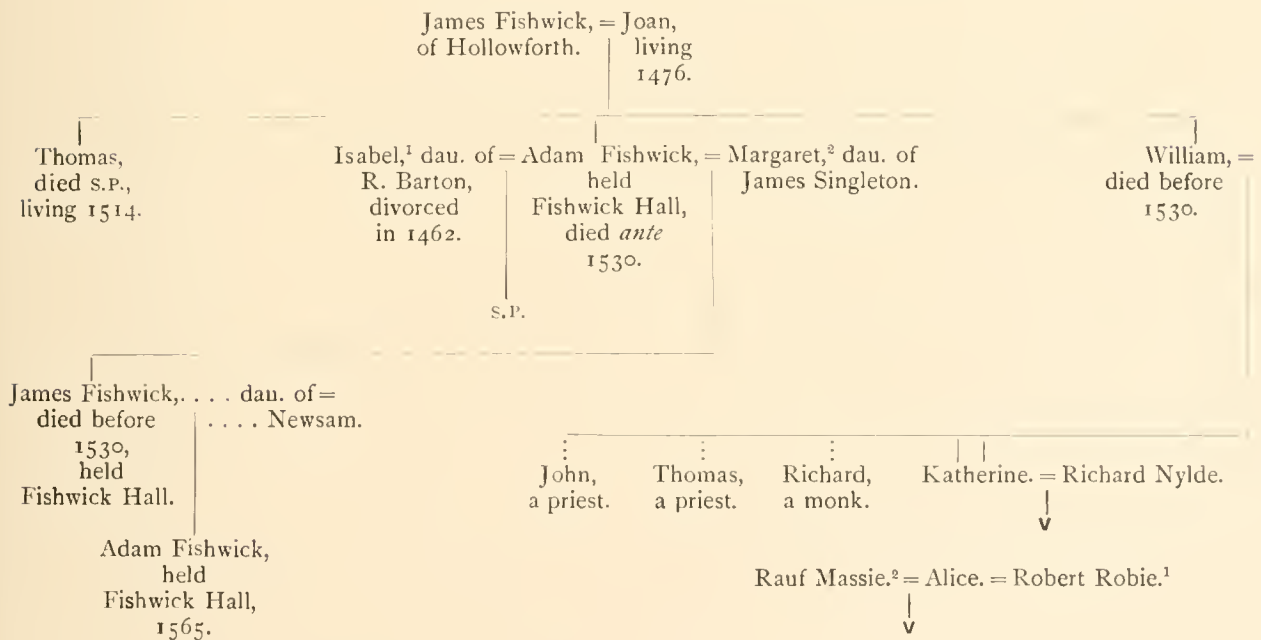 James Fishwick, = Joan,
of Hollowforth. living
1476.
Thomas,
died S.P.,
living 1514.
Isabel,¹ dau. of = Adam Fishwick, = Margaret,² dau. of
R. Barton, held James Singleton.
divorced Fishwick Hall,
in 1462. died ante
1530.
S.P.
William, =
died before
1530.
James Fishwick, . . . . dau. of =
died before . . . . Newsam.
1530,
held
Fishwick Hall.
John,
a priest.
Thomas,
a priest.
Richard,
a monk.
Katherine. = Richard Nylde.
Adam Fishwick,
held
Fishwick Hall,
1565.
Rauf Massie.² = Alice. = Robert Robie.¹